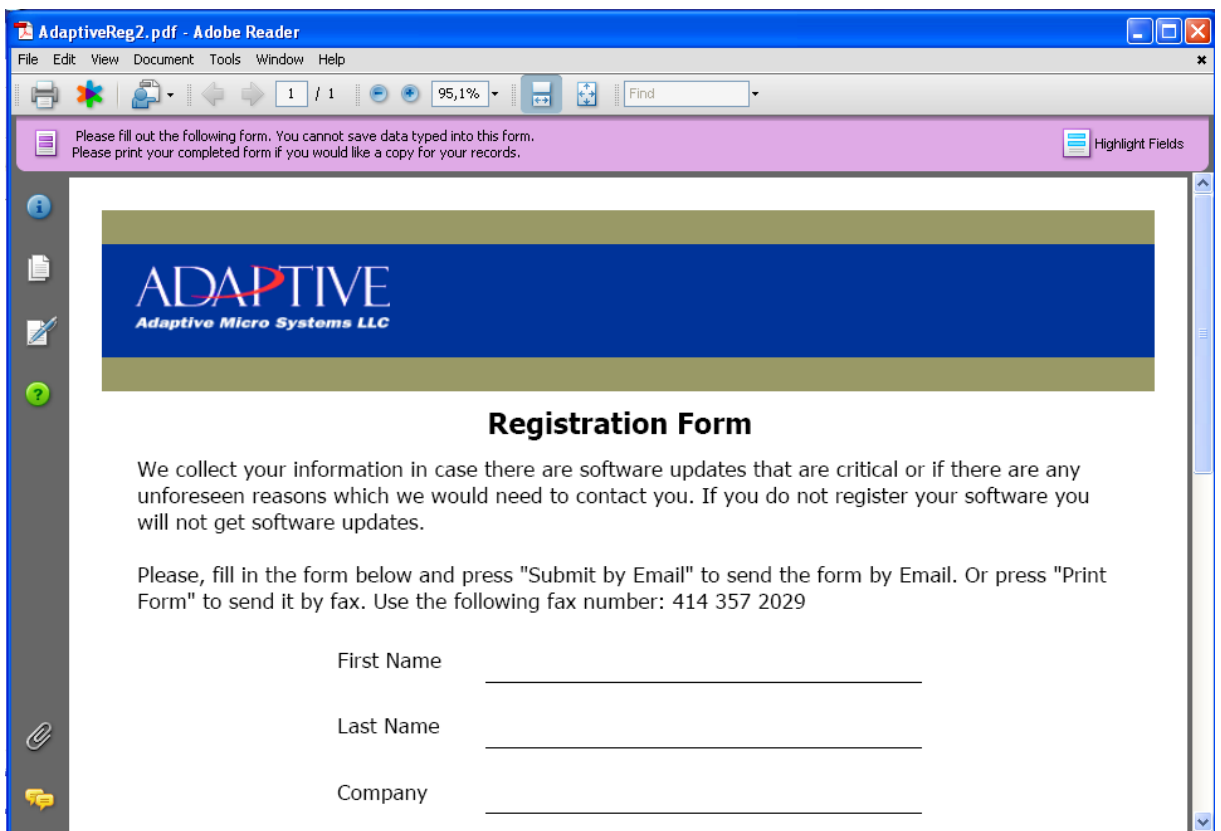 AdaptiveReg2.pdf - Adobe Reader
File Edit View Document Tools Window Help
1 / 1 95,1% Find
Please fill out the following form. You cannot save data typed into this form.
Please print your completed form if you would like a copy for your records.
Highlight Fields
ADAPTIVE
Adaptive Micro Systems LLC
Registration Form
We collect your information in case there are software updates that are critical or if there are any
unforeseen reasons which we would need to contact you. If you do not register your software you
will not get software updates.
Please, fill in the form below and press "Submit by Email" to send the form by Email. Or press "Print
Form" to send it by fax. Use the following fax number: 414 357 2029
First Name
Last Name
Company